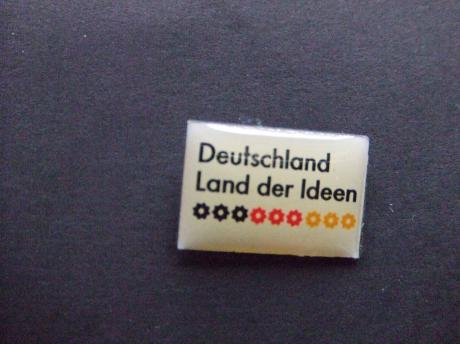 Deutschland
Land der Ideen